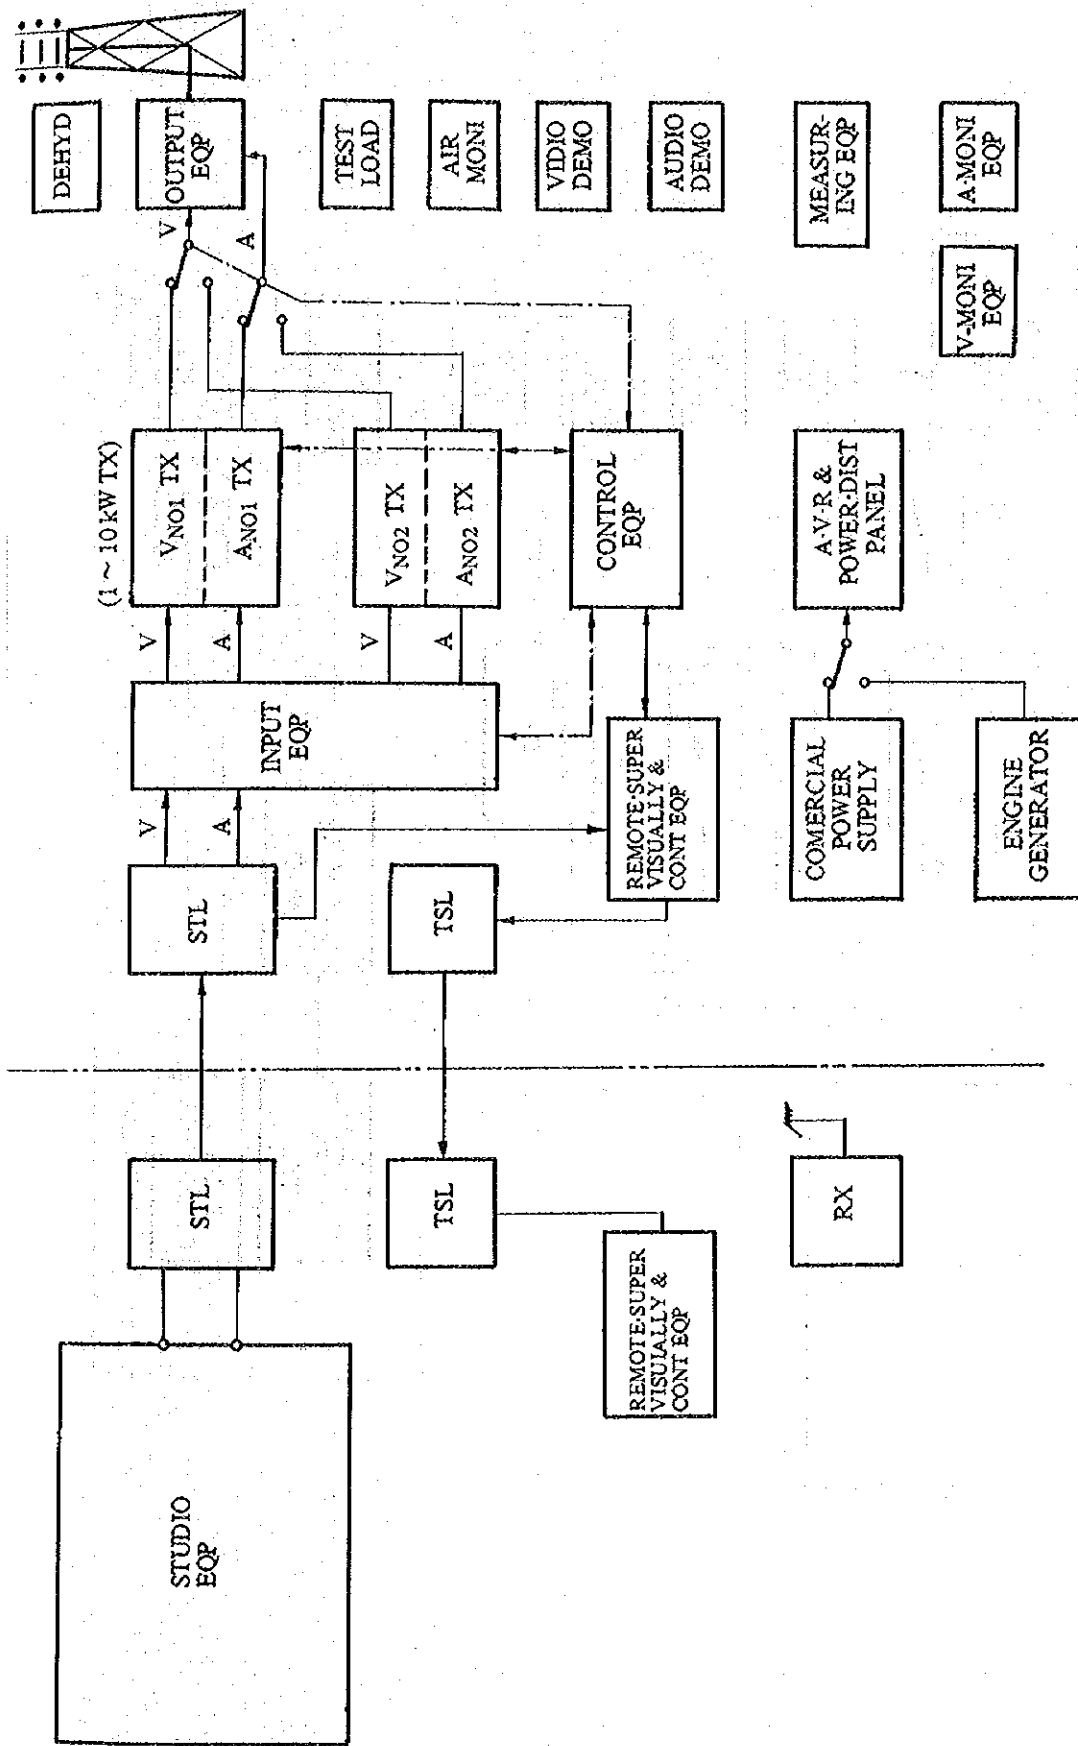 STUDIO
EQP
STL
STL
V
A
INPUT
EQP
V
A
V
A
(1 ~ 10 kW TX)
VNO1 TX
ANO1 TX
VNO2 TX
ANO2 TX
V
A
OUTPUT
EQP
DEHYD
TEST
LOAD
AIR
MONI
VIDIO
DEMO
AUDIO
DEMO
MEASUR-
ING EQP
A-MONI
EQP
V-MONI
EQP
CONTROL
EQP
TSL
TSL
REMOTE-SUPER
VISUALLY &
CONT EQP
REMOTE-SUPER
VISUIALLY &
CONT EQP
RX
COMERCIAL
POWER
SUPPLY
ENGINE
GENERATOR
A-V-R &
POWER-DIST
PANEL